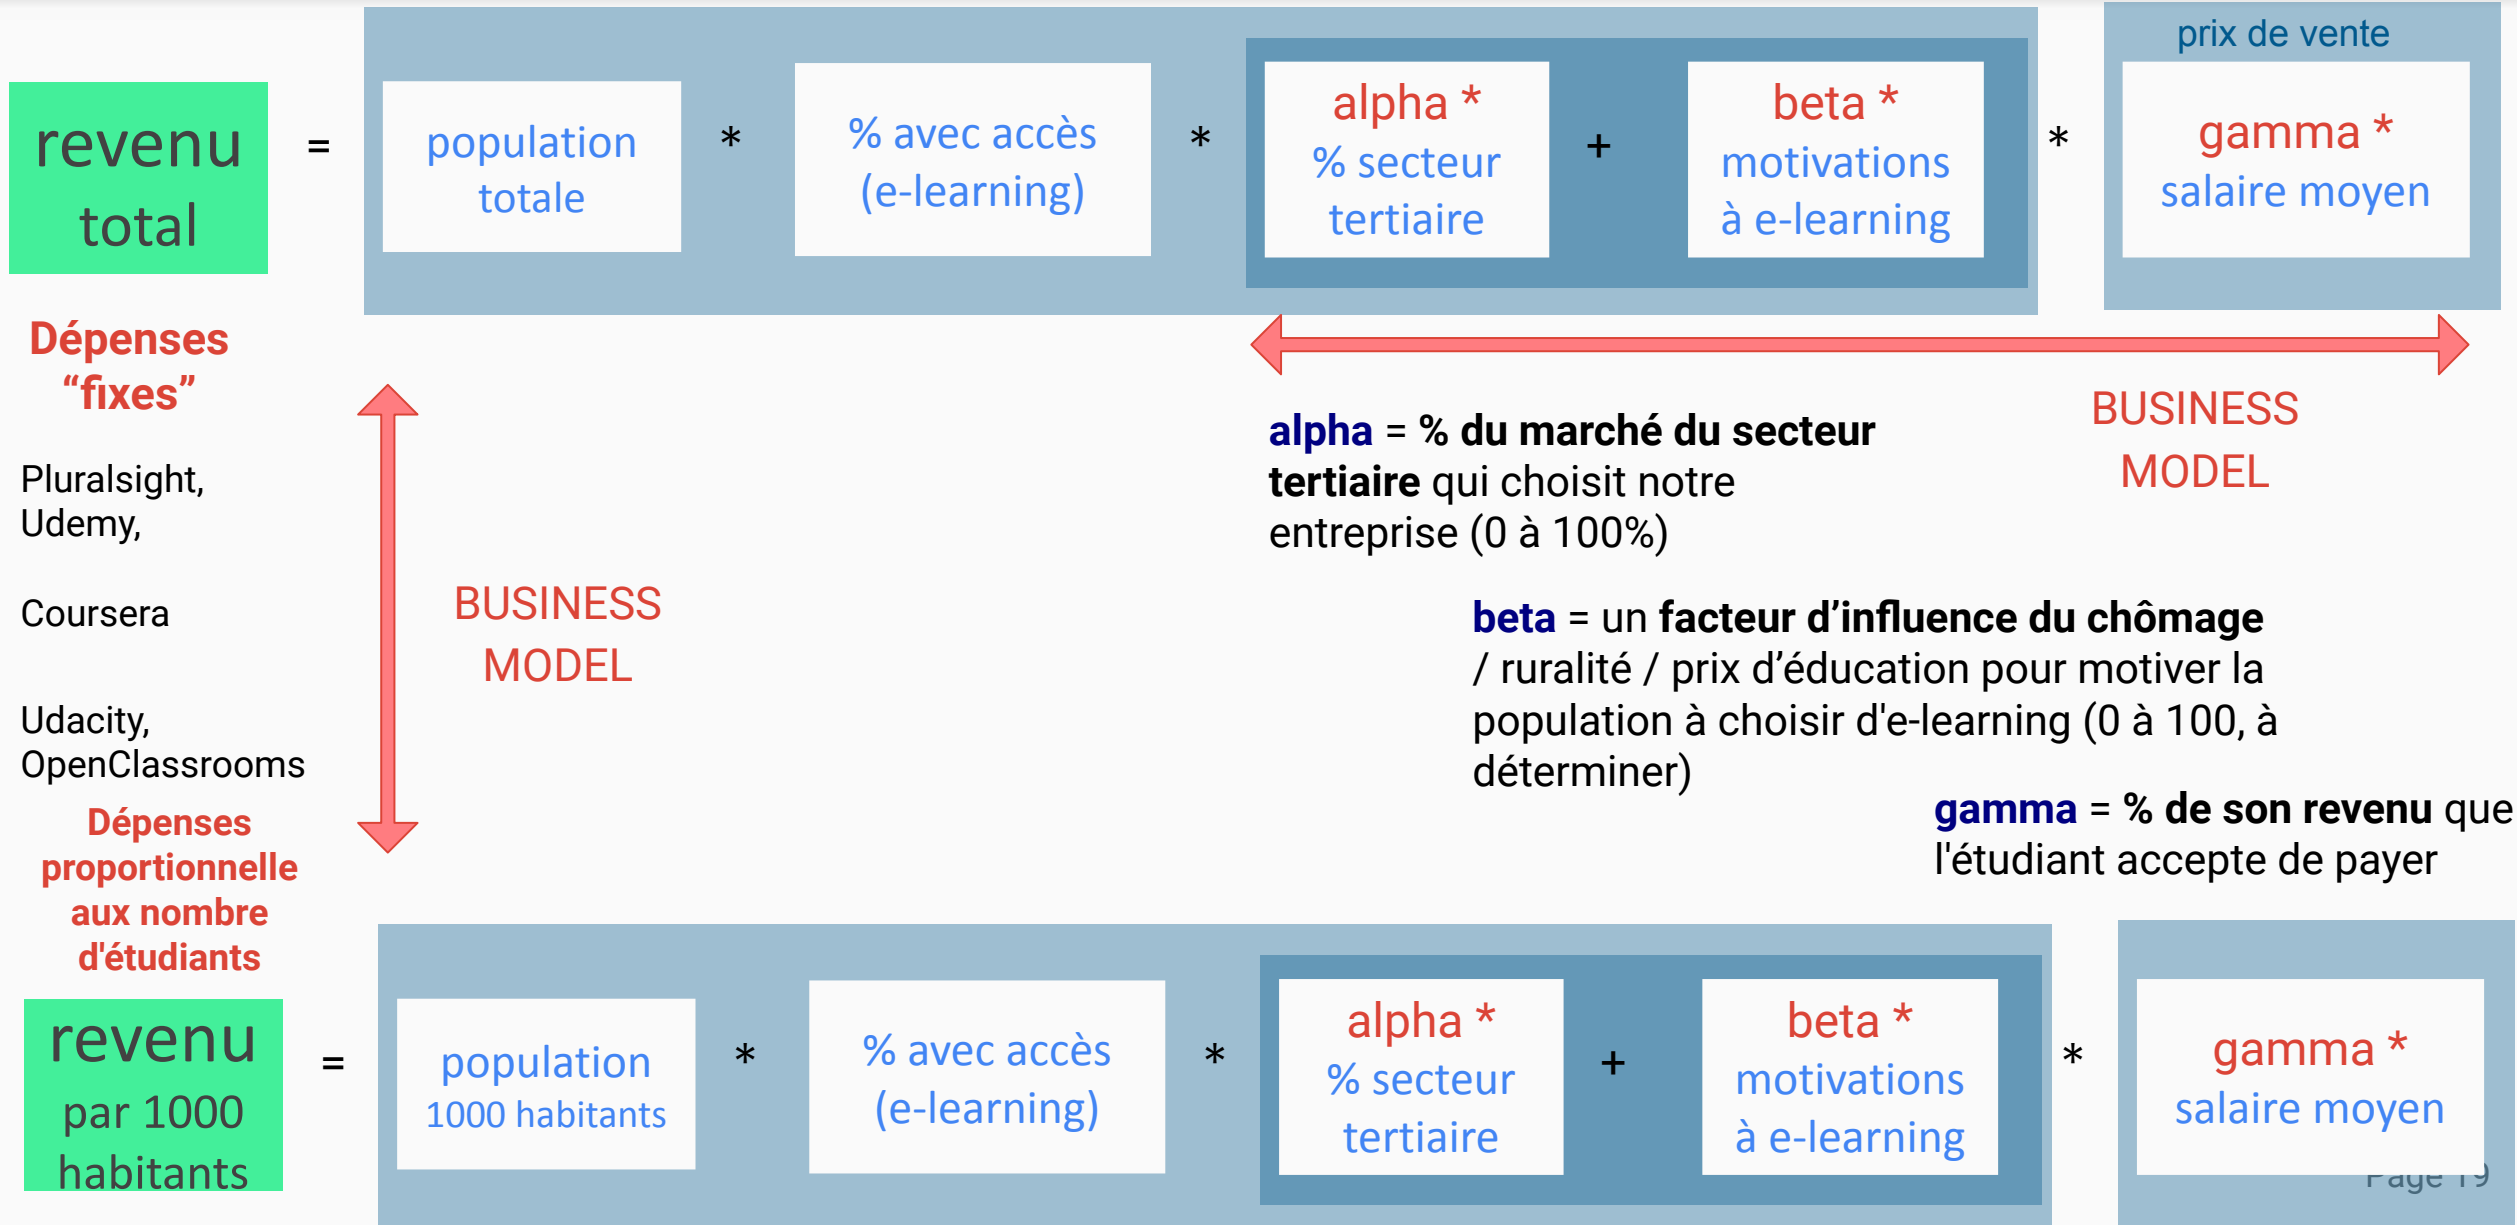 prix de vente
revenu
total
=
population
totale
*
% avec accès
(e-learning)
*
alpha *
% secteur
tertiaire
+
beta *
motivations
à e-learning
*
gamma *
salaire moyen
Dépenses
“fixes”
Pluralsight,
Udemy,
Coursera
Udacity,
OpenClassrooms
Dépenses
proportionnelle
aux nombre
d'étudiants
BUSINESS
MODEL
BUSINESS
MODEL
alpha = % du marché du secteur
tertiaire qui choisit notre
entreprise (0 à 100%)
beta = un facteur d’influence du chômage
/ ruralité / prix d’éducation pour motiver la
population à choisir d'e-learning (0 à 100, à
déterminer)
gamma = % de son revenu que
l'étudiant accepte de payer
revenu
par 1000
habitants
=
population
1000 habitants
*
% avec accès
(e-learning)
*
alpha *
% secteur
tertiaire
+
beta *
motivations
à e-learning
*
gamma *
salaire moyen
Page 19